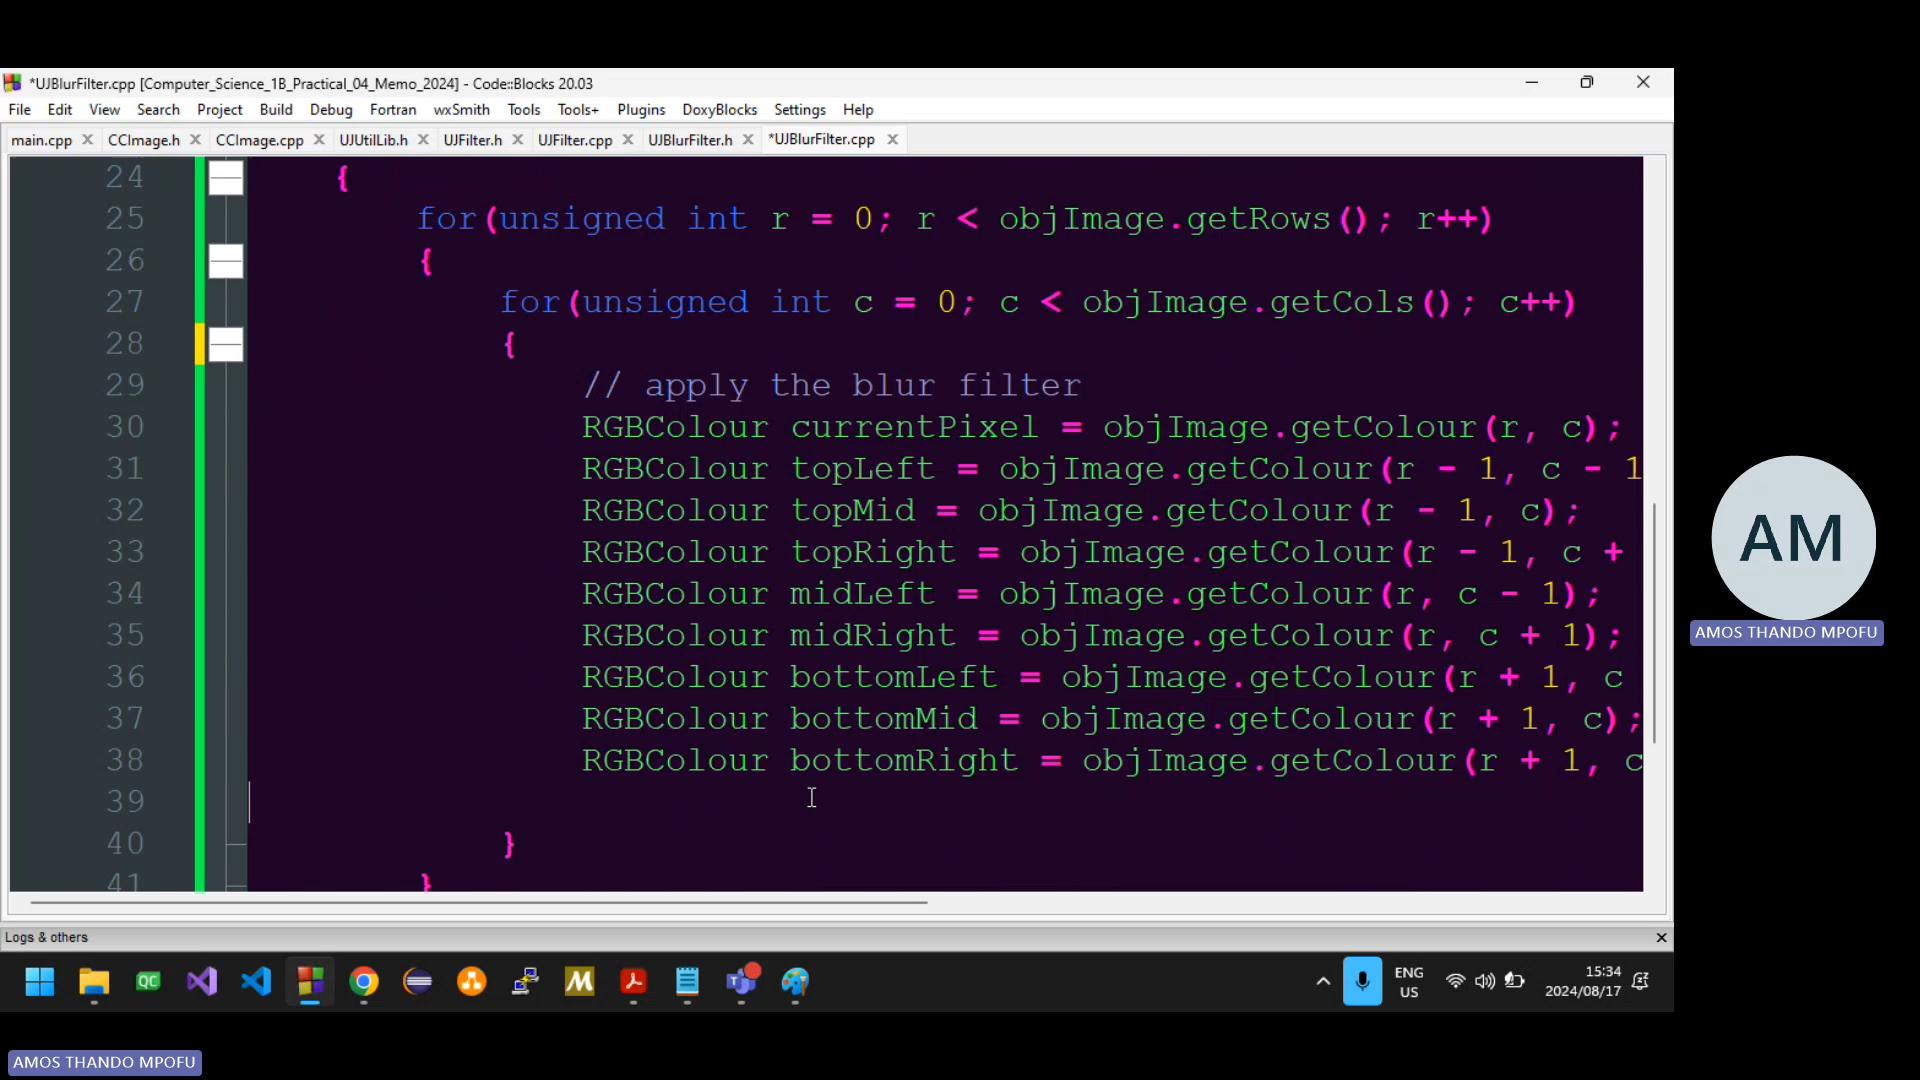 *UJBlurFilter.cpp [Computer_Science_1B_Practical_04_Memo_2024] - Code::Blocks 20.03
File Edit View Search Project Build Debug Fortran wxSmith Tools Tools+ Plugins DoxyBlocks Settings Help
main.cpp CCImage.h CCImage.cpp UJUtilLib.h UJFilter.h UJFilter.cpp UJBlurFilter.h *UJBlurFilter.cpp
24 {
25 for(unsigned int r = 0; r < objImage.getRows(); r++)
26 {
27 for(unsigned int c = 0; c < objImage.getCols(); c++)
28 {
29 // apply the blur filter
30 RGBColour currentPixel = objImage.getColour(r, c);
31 RGBColour topLeft = objImage.getColour(r - 1, c - 1
32 RGBColour topMid = objImage.getColour(r - 1, c);
33 RGBColour topRight = objImage.getColour(r - 1, c +
34 RGBColour midLeft = objImage.getColour(r, c - 1);
35 RGBColour midRight = objImage.getColour(r, c + 1);
36 RGBColour bottomLeft = objImage.getColour(r + 1, c
37 RGBColour bottomMid = objImage.getColour(r + 1, c);
38 RGBColour bottomRight = objImage.getColour(r + 1, c
39
40 }
41 }
Logs & others
QC
M
ENG
US
15:34
2024/08/17
AM
AMOS THANDO MPOFU
AMOS THANDO MPOFU